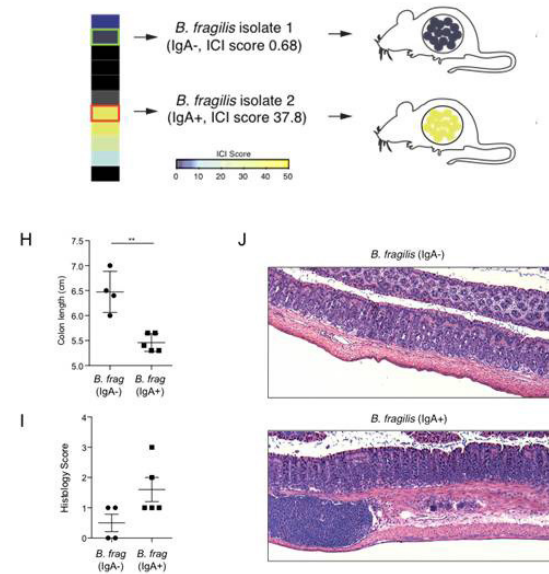 B. fragilis isolate 1
(IgA-, ICI score 0.68)
B. fragilis isolate 2
(IgA+, ICI score 37.8)
ICI Score
0 10 20 30 40 50
H
7.5
7.0
6.5
6.0
5.5
5.0
Colon length (cm)
**
B. frag
(IgA-)
B. frag
(IgA+)
I
4
3
2
1
0
Histology Score
B. frag
(IgA-)
B. frag
(IgA+)
J
B. fragilis (IgA-)
B. fragilis (IgA+)